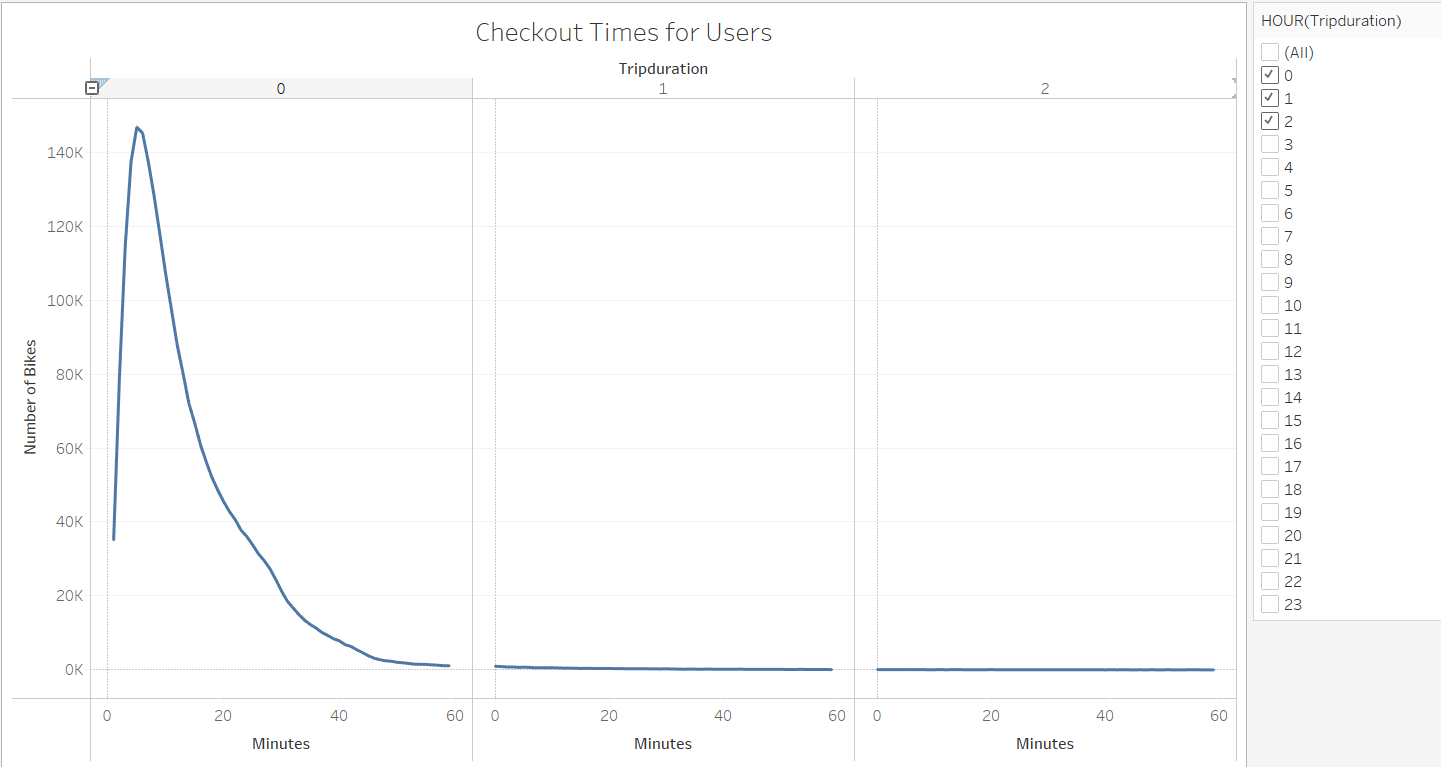 Checkout Times for Users
Tripduration
0 1 2
Number of Bikes
140K
120K
100K
80K
60K
40K
20K
0K
0 20 40 60 0 20 40 60 0 20 40 60
Minutes Minutes Minutes
HOUR(Tripduration)
(All)
0
1
2
3
4
5
6
7
8
9
10
11
12
13
14
15
16
17
18
19
20
21
22
23